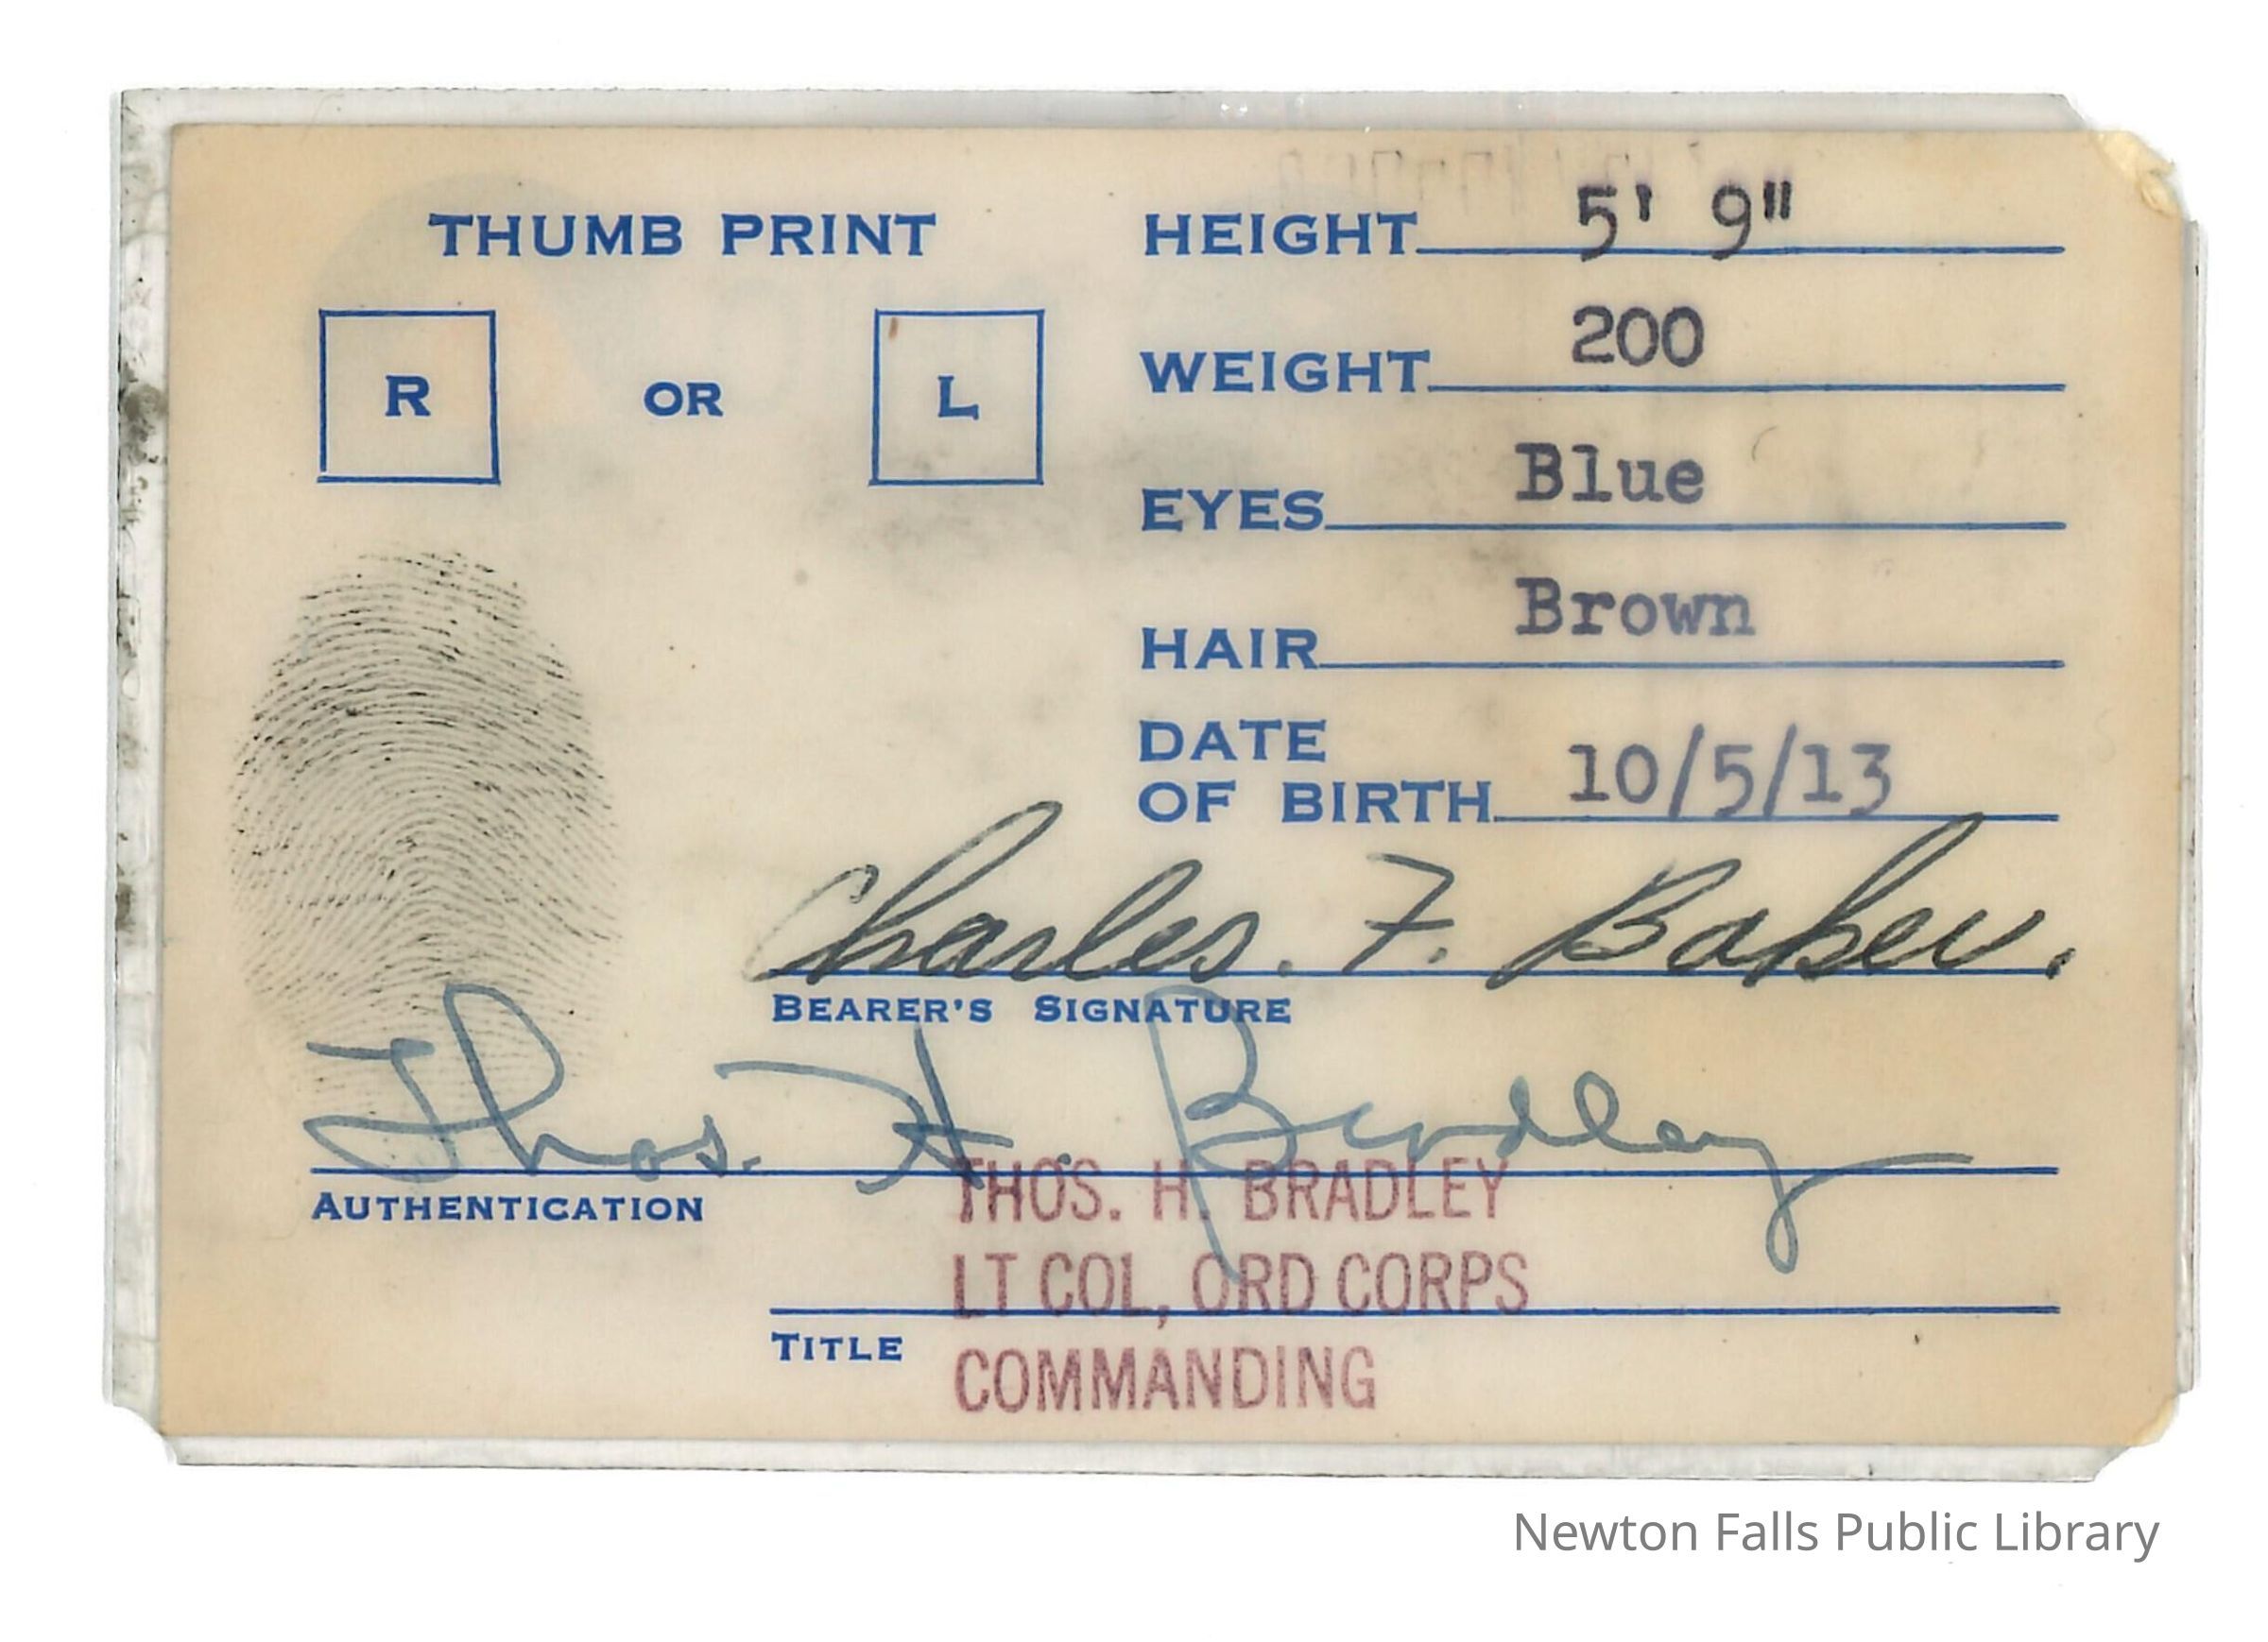 THUMB PRINT
R OR L
HEIGHT 5' 9"
WEIGHT 200
EYES Blue
HAIR Brown
DATE
OF BIRTH 10/5/13
Charles. F. Baker.
BEARER'S SIGNATURE
Thos. H. Bradley
AUTHENTICATION
THOS. H. BRADLEY
LT COL, ORD CORPS
TITLE
COMMANDING
Newton Falls Public Library